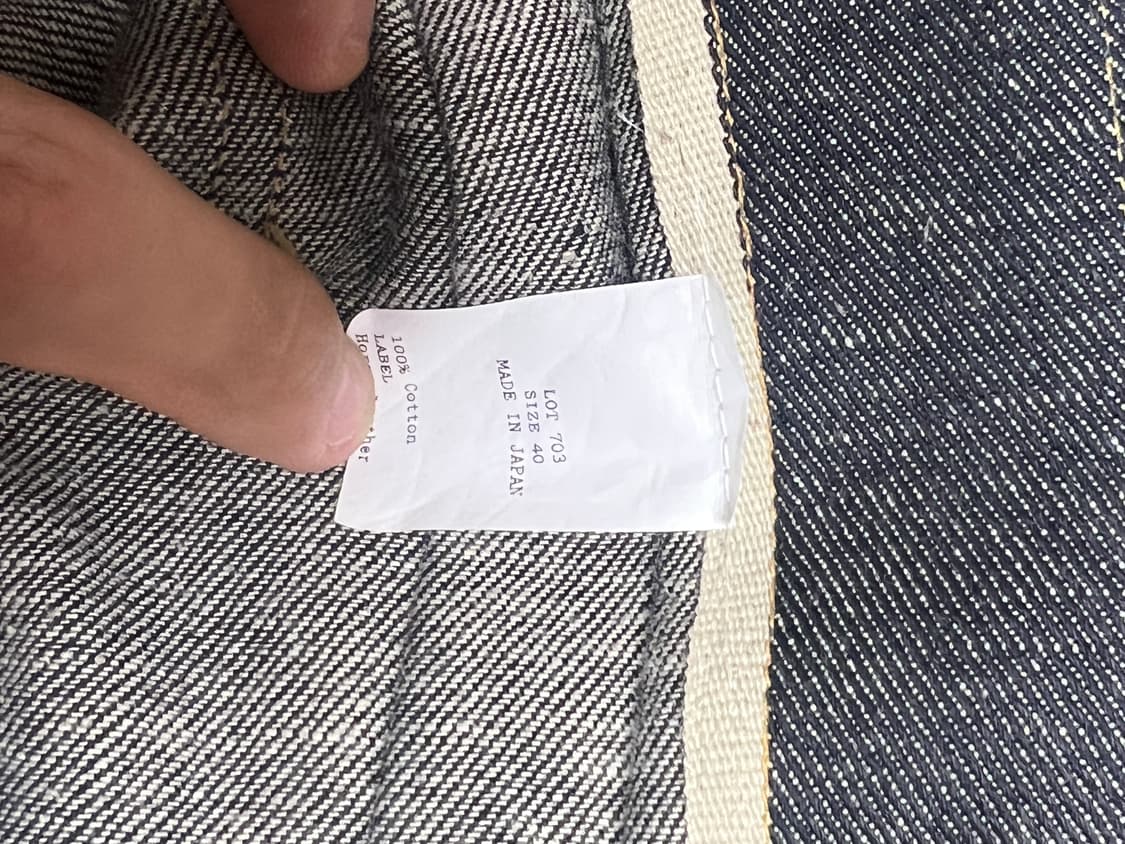 LOT 703
SIZE 40
MADE IN JAPAN
100% Cotton
LABEL